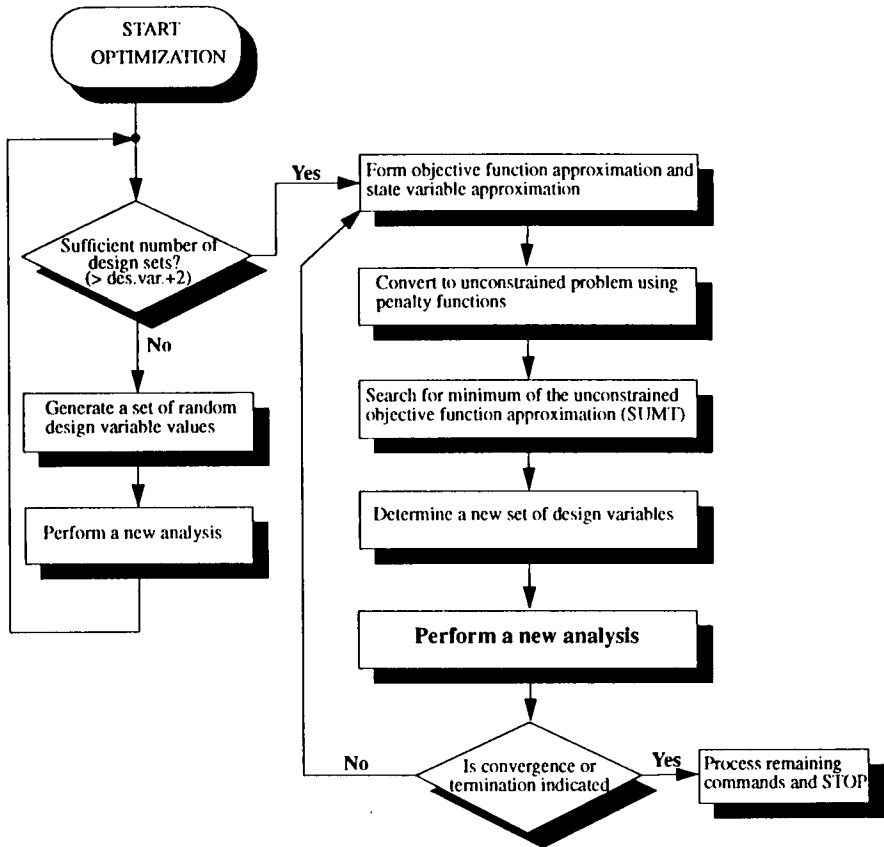 START
OPTIMIZATION
Sufficient number of
design sets?
(> des.var.+2)
Yes
No
Generate a set of random
design variable values
Perform a new analysis
Form objective function approximation and
state variable approximation
Convert to unconstrained problem using
penalty functions
Search for minimum of the unconstrained
objective function approximation (SUMT)
Determine a new set of design variables
Perform a new analysis
Is convergence or
termination indicated
No
Yes
Process remaining
commands and STOP